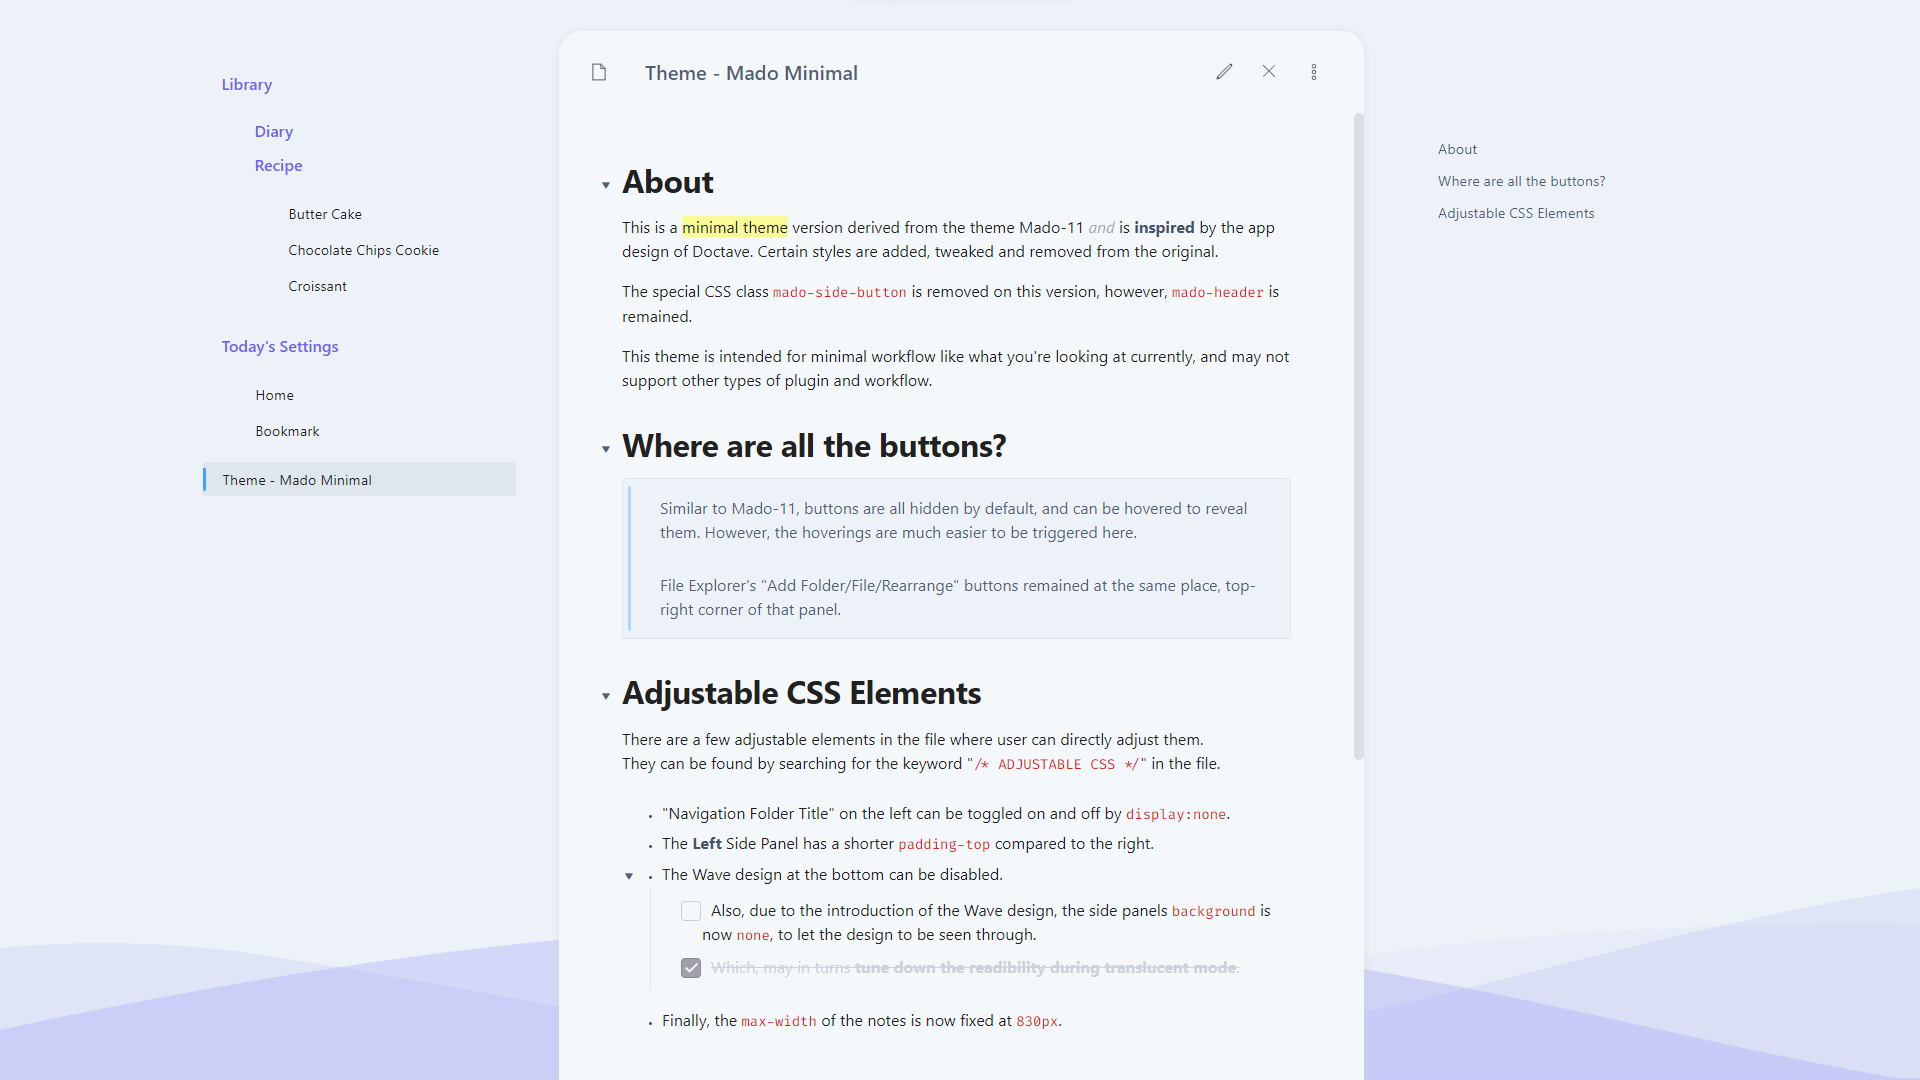 Library
Diary
Recipe
Butter Cake
Chocolate Chips Cookie
Croissant
Today's Settings
Home
Bookmark
Theme - Mado Minimal
Theme - Mado Minimal
About
This is a minimal theme version derived from the theme Mado-11 and is inspired by the app
design of Doctave. Certain styles are added, tweaked and removed from the original.
The special CSS class mado-side-button is removed on this version, however, mado-header is
remained.
This theme is intended for minimal workflow like what you're looking at currently, and may not
support other types of plugin and workflow.
Where are all the buttons?
Similar to Mado-11, buttons are all hidden by default, and can be hovered to reveal
them. However, the hoverings are much easier to be triggered here.
File Explorer's "Add Folder/File/Rearrange" buttons remained at the same place, top-
right corner of that panel.
Adjustable CSS Elements
There are a few adjustable elements in the file where user can directly adjust them.
They can be found by searching for the keyword "/* ADJUSTABLE CSS */" in the file.
• "Navigation Folder Title" on the left can be toggled on and off by display:none.
• The Left Side Panel has a shorter padding-top compared to the right.
• The Wave design at the bottom can be disabled.
Also, due to the introduction of the Wave design, the side panels background is
now none, to let the design to be seen through.
Which, may in turns tune down the readibility during translucent mode.
• Finally, the max-width of the notes is now fixed at 830px.
About
Where are all the buttons?
Adjustable CSS Elements